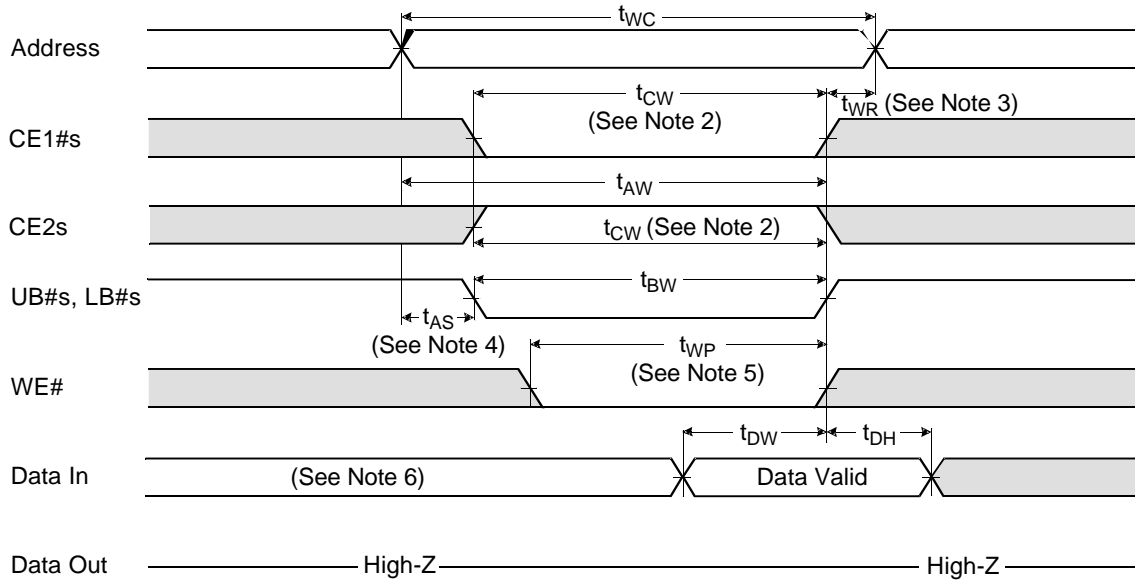 tWC
Address
tCW
(See Note 2)
tWR (See Note 3)
CE1#s
tAW
CE2s
tCW (See Note 2)
tBW
UB#s, LB#s
tAS
(See Note 4)
tWP
(See Note 5)
WE#
tDW
tDH
Data In
(See Note 6)
Data Valid
Data Out
High-Z
High-Z